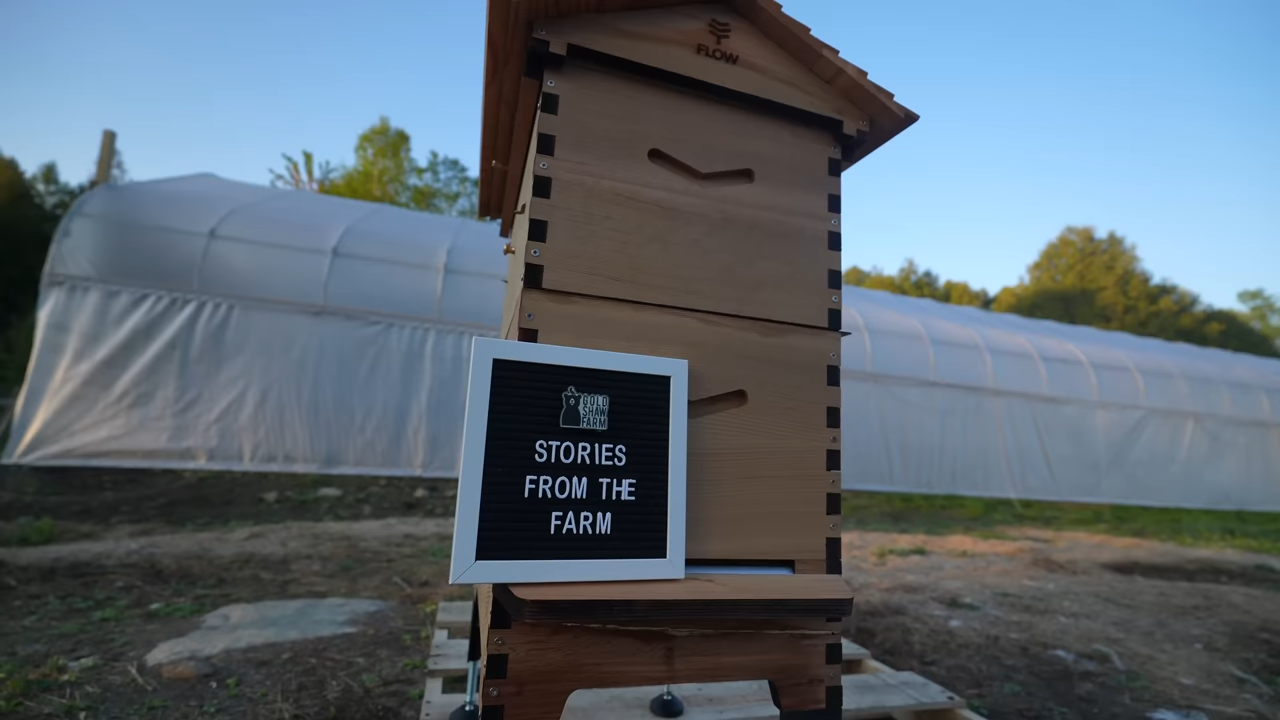 FLOW
GOLD
SHAW
FARM
STORIES
FROM THE
FARM